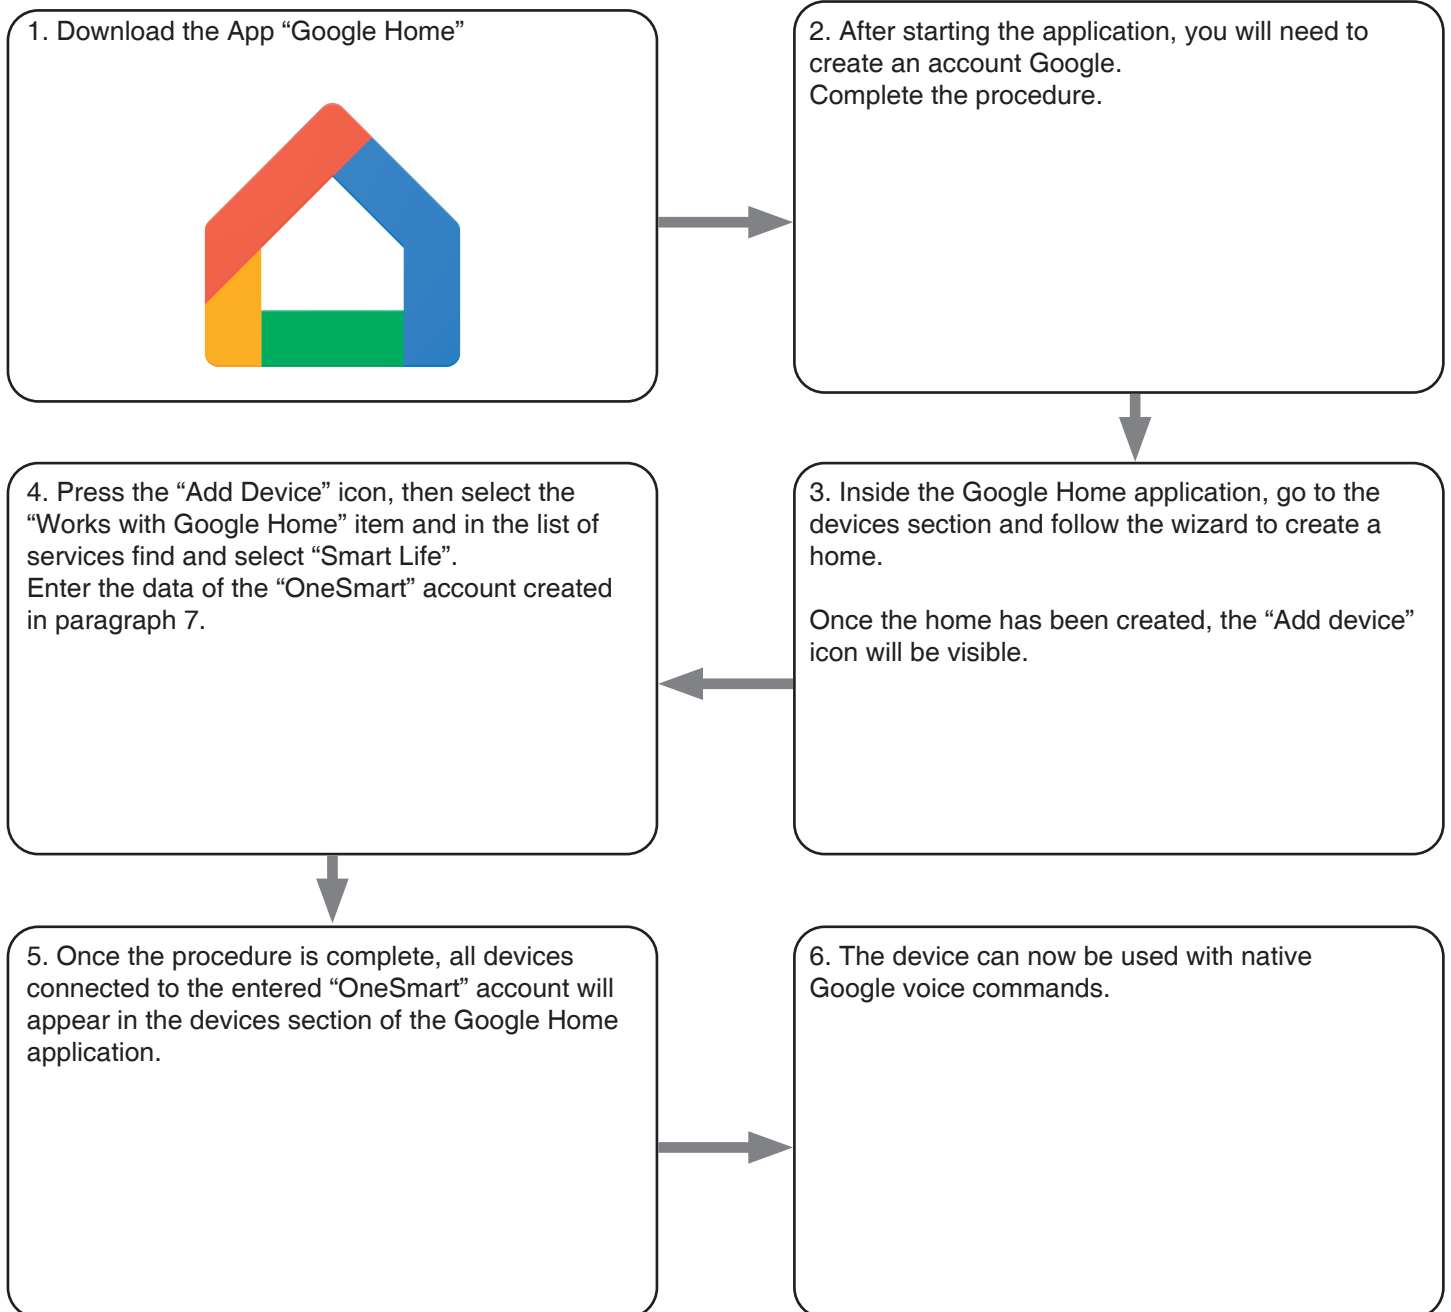 1. Download the App “Google Home”
2. After starting the application, you will need to
create an account Google.
Complete the procedure.
3. Inside the Google Home application, go to the
devices section and follow the wizard to create a
home.
Once the home has been created, the “Add device”
icon will be visible.
4. Press the “Add Device” icon, then select the
“Works with Google Home” item and in the list of
services find and select “Smart Life”.
Enter the data of the “OneSmart” account created
in paragraph 7.
5. Once the procedure is complete, all devices
connected to the entered “OneSmart” account will
appear in the devices section of the Google Home
application.
6. The device can now be used with native
Google voice commands.